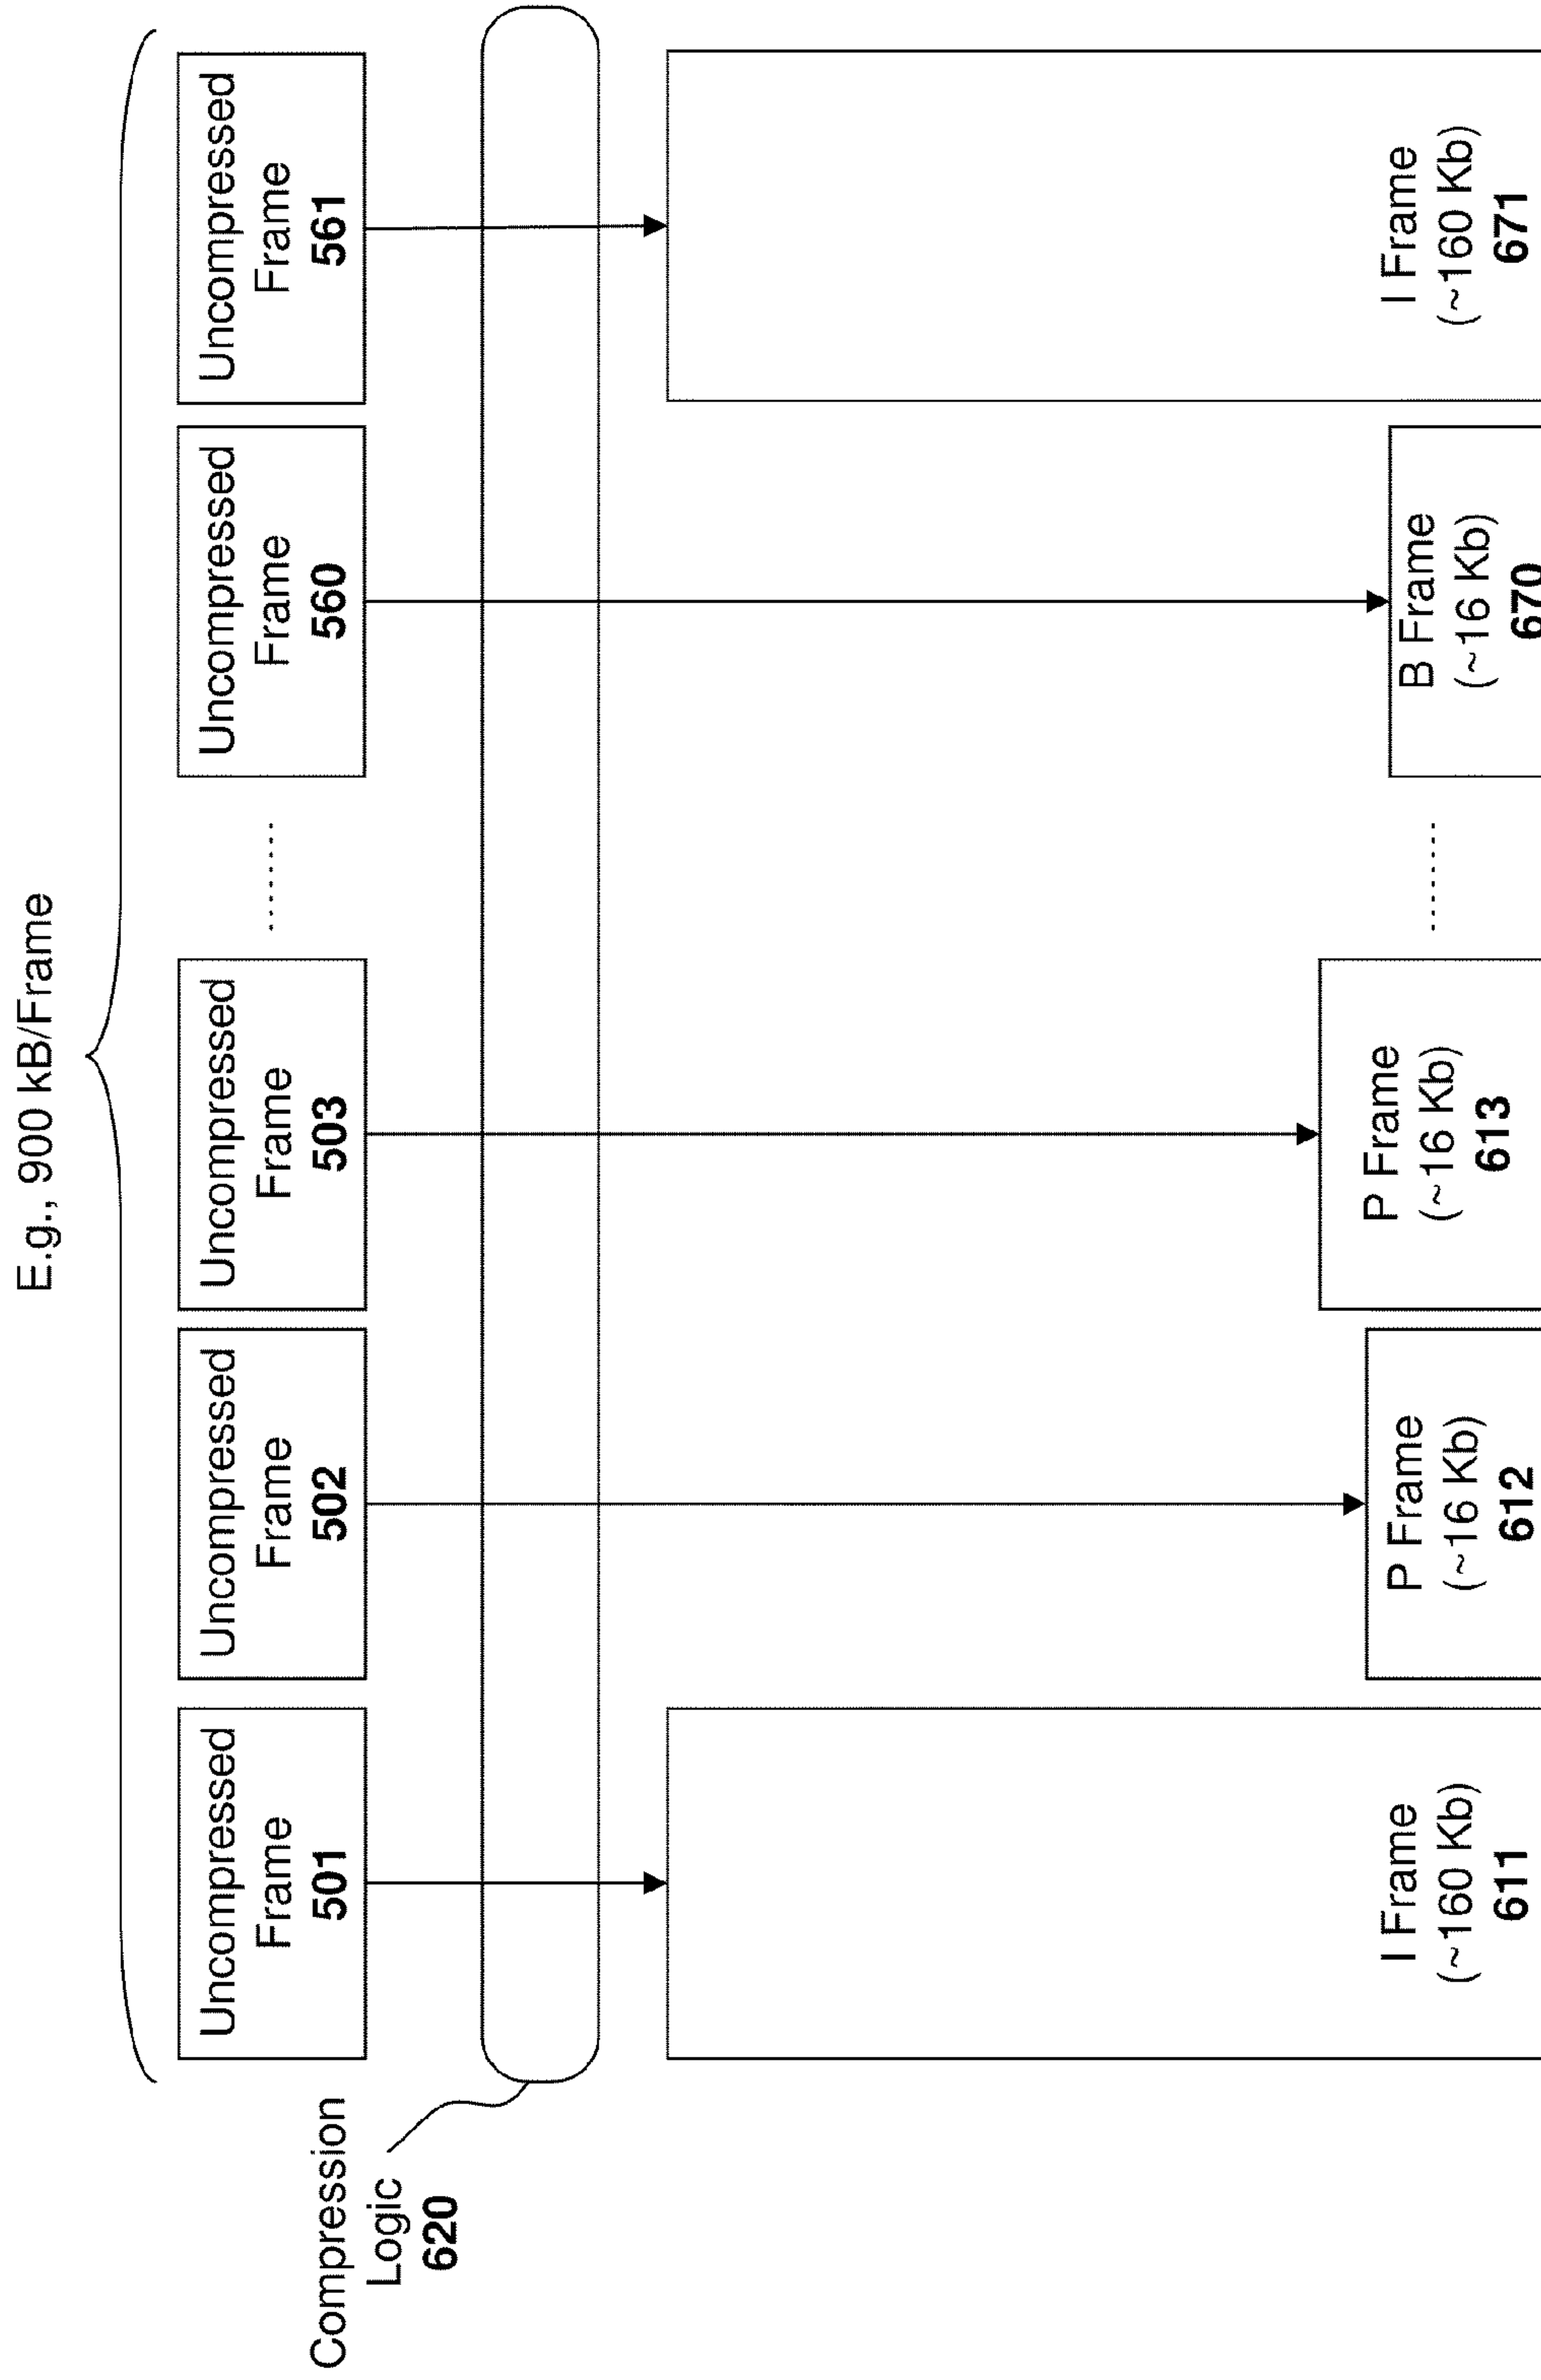 E.g., 900 kB/Frame
Uncompressed
Frame
501
Uncompressed
Frame
502
Uncompressed
Frame
503
.......
Uncompressed
Frame
560
Uncompressed
Frame
561
Compression
Logic
620
I Frame
(~160 Kb)
611
P Frame
(~16 Kb)
612
P Frame
(~16 Kb)
613
.......
B Frame
(~16 Kb)
670
I Frame
(~160 Kb)
671